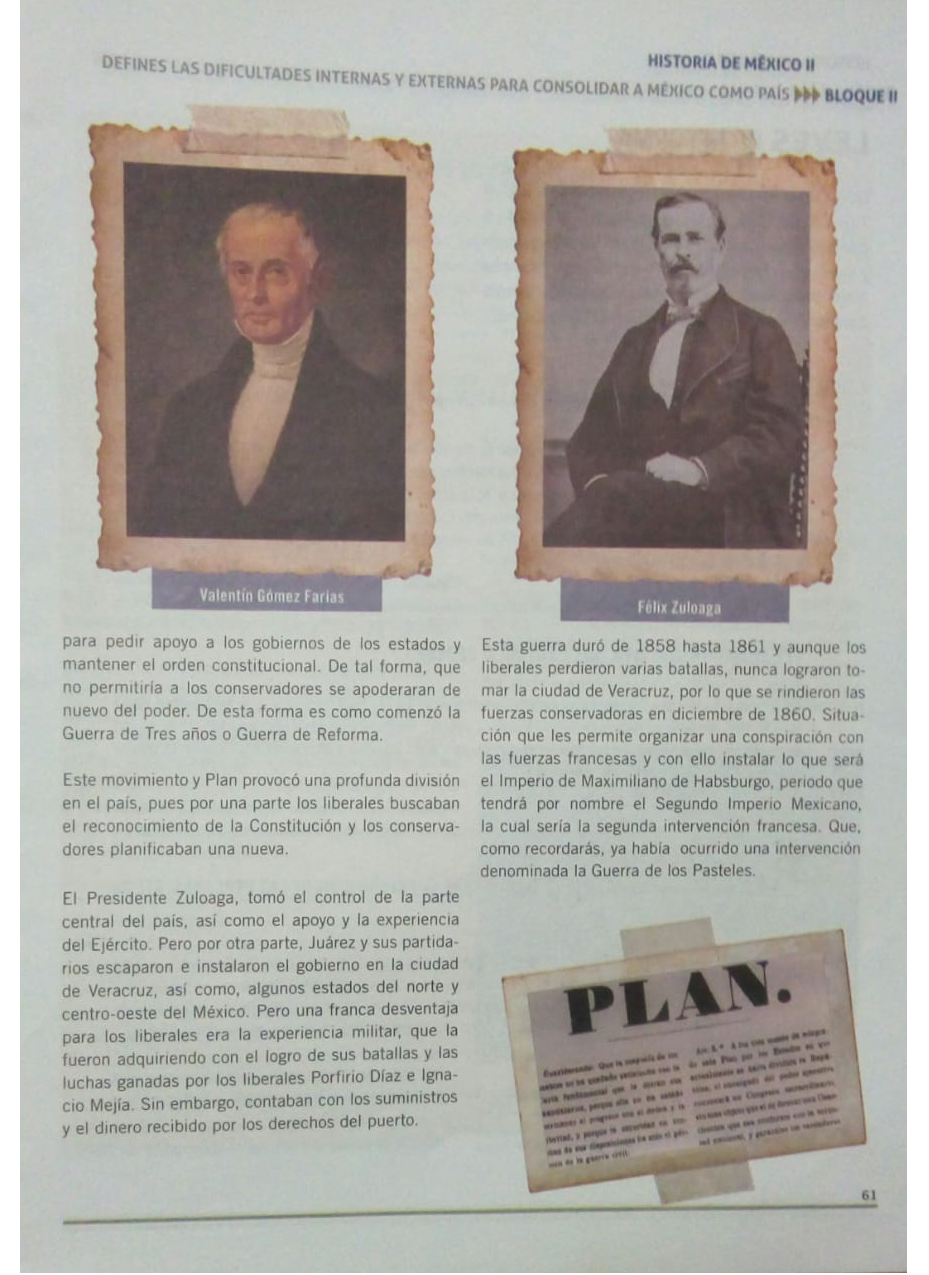 HISTORIA DE MÉXICO II
DEFINES LAS DIFICULTADES INTERNAS Y EXTERNAS PARA CONSOLIDAR A MÉXICO COMO PAÍS BLOQUE II
Valentín Gómez Farías
Félix Zuloaga
para pedir apoyo a los gobiernos de los estados y
mantener el orden constitucional. De tal forma, que
no permitiría a los conservadores se apoderaran de
nuevo del poder. De esta forma es como comenzó la
Guerra de Tres años o Guerra de Reforma.
Este movimiento y Plan provocó una profunda división
en el país, pues por una parte los liberales buscaban
el reconocimiento de la Constitución y los conserva-
dores planificaban una nueva.
El Presidente Zuloaga, tomó el control de la parte
central del país, así como el apoyo y la experiencia
del Ejército. Pero por otra parte, Juárez y sus partida-
rios escaparon e instalaron el gobierno en la ciudad
de Veracruz, así como, algunos estados del norte y
centro-oeste del México. Pero una franca desventaja
para los liberales era la experiencia militar, que la
fueron adquiriendo con el logro de sus batallas y las
luchas ganadas por los liberales Porfirio Díaz e Igna-
cio Mejía. Sin embargo, contaban con los suministros
y el dinero recibido por los derechos del puerto.
Esta guerra duró de 1858 hasta 1861 y aunque los
liberales perdieron varias batallas, nunca lograron to-
mar la ciudad de Veracruz, por lo que se rindieron las
fuerzas conservadoras en diciembre de 1860. Situa-
ción que les permite organizar una conspiración con
las fuerzas francesas y con ello instalar lo que será
el Imperio de Maximiliano de Habsburgo, periodo que
tendrá por nombre el Segundo Imperio Mexicano,
la cual sería la segunda intervención francesa. Que,
como recordarás, ya había ocurrido una intervención
denominada la Guerra de los Pasteles.
PLAN.
61